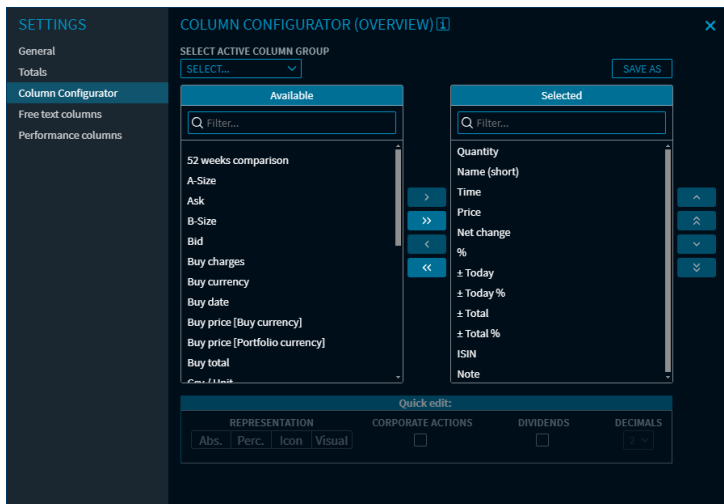 SETTINGS
General
Totals
Column Configurator
Free text columns
Performance columns
COLUMN CONFIGURATOR (OVERVIEW) i
SELECT ACTIVE COLUMN GROUP
SELECT...
SAVE AS
Available
Filter...
52 weeks comparison
A-Size
Ask
B-Size
Bid
Buy charges
Buy currency
Buy date
Buy price [Buy currency]
Buy price [Portfolio currency]
Buy total
Selected
Filter...
Quantity
Name (short)
Time
Price
Net change
%
± Today
± Today %
± Total
± Total %
ISIN
Note
Quick edit:
REPRESENTATION
Abs. Perc. Icon Visual
CORPORATE ACTIONS
DIVIDENDS
DECIMALS
2